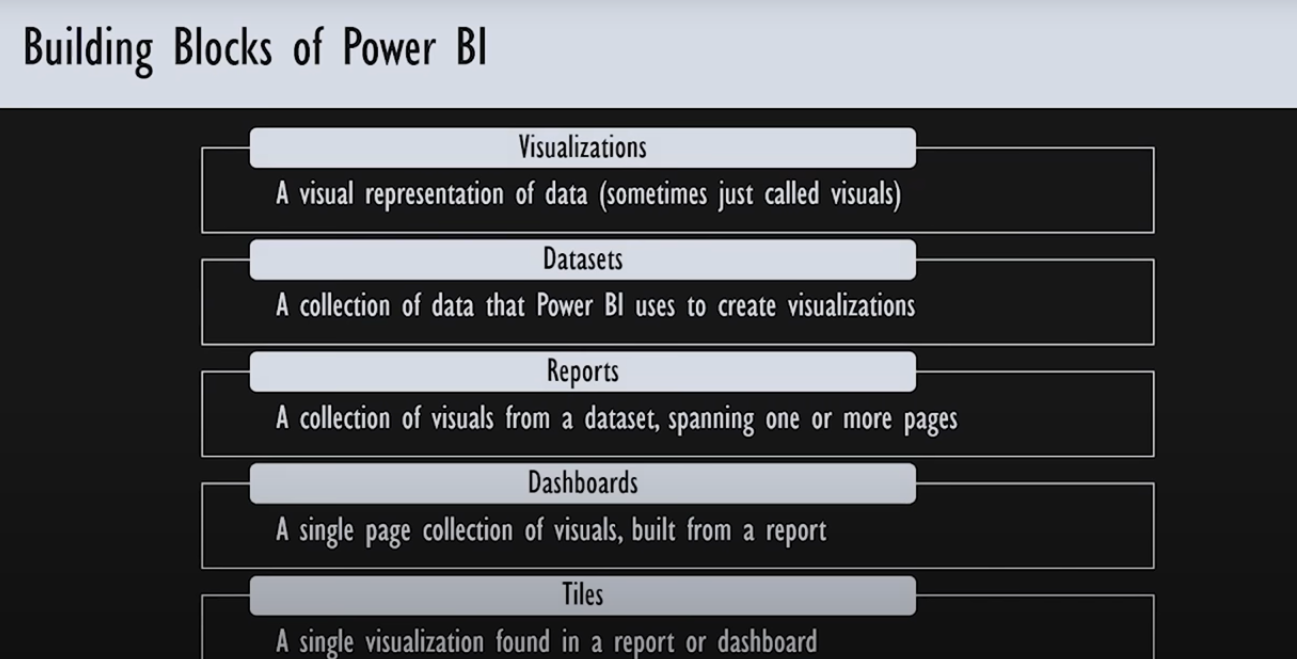 Building Blocks of Power BI
Visualizations
A visual representation of data (sometimes just called visuals)
Datasets
A collection of data that Power BI uses to create visualizations
Reports
A collection of visuals from a dataset, spanning one or more pages
Dashboards
A single page collection of visuals, built from a report
Tiles
A single visualization found in a report or dashboard